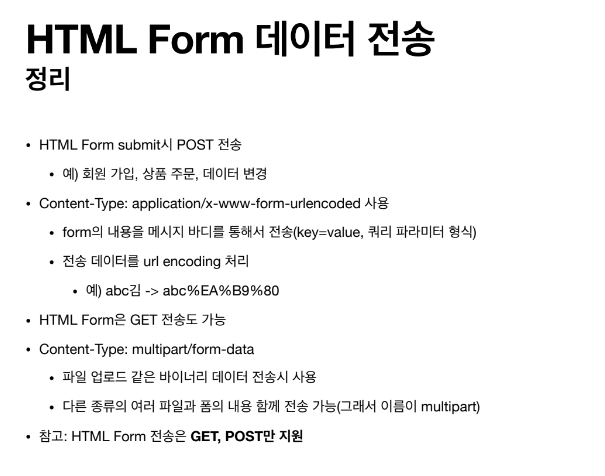 HTML Form 데이터 전송
정리
• HTML Form submit시 POST 전송
• 예) 회원 가입, 상품 주문, 데이터 변경
• Content-Type: application/x-www-form-urlencoded 사용
• form의 내용을 메시지 바디를 통해서 전송(key=value, 쿼리 파라미터 형식)
• 전송 데이터를 url encoding 처리
• 예) abc김 -> abc%EA%B9%80
• HTML Form은 GET 전송도 가능
• Content-Type: multipart/form-data
• 파일 업로드 같은 바이너리 데이터 전송시 사용
• 다른 종류의 여러 파일과 폼의 내용 함께 전송 가능(그래서 이름이 multipart)
• 참고: HTML Form 전송은 GET, POST만 지원